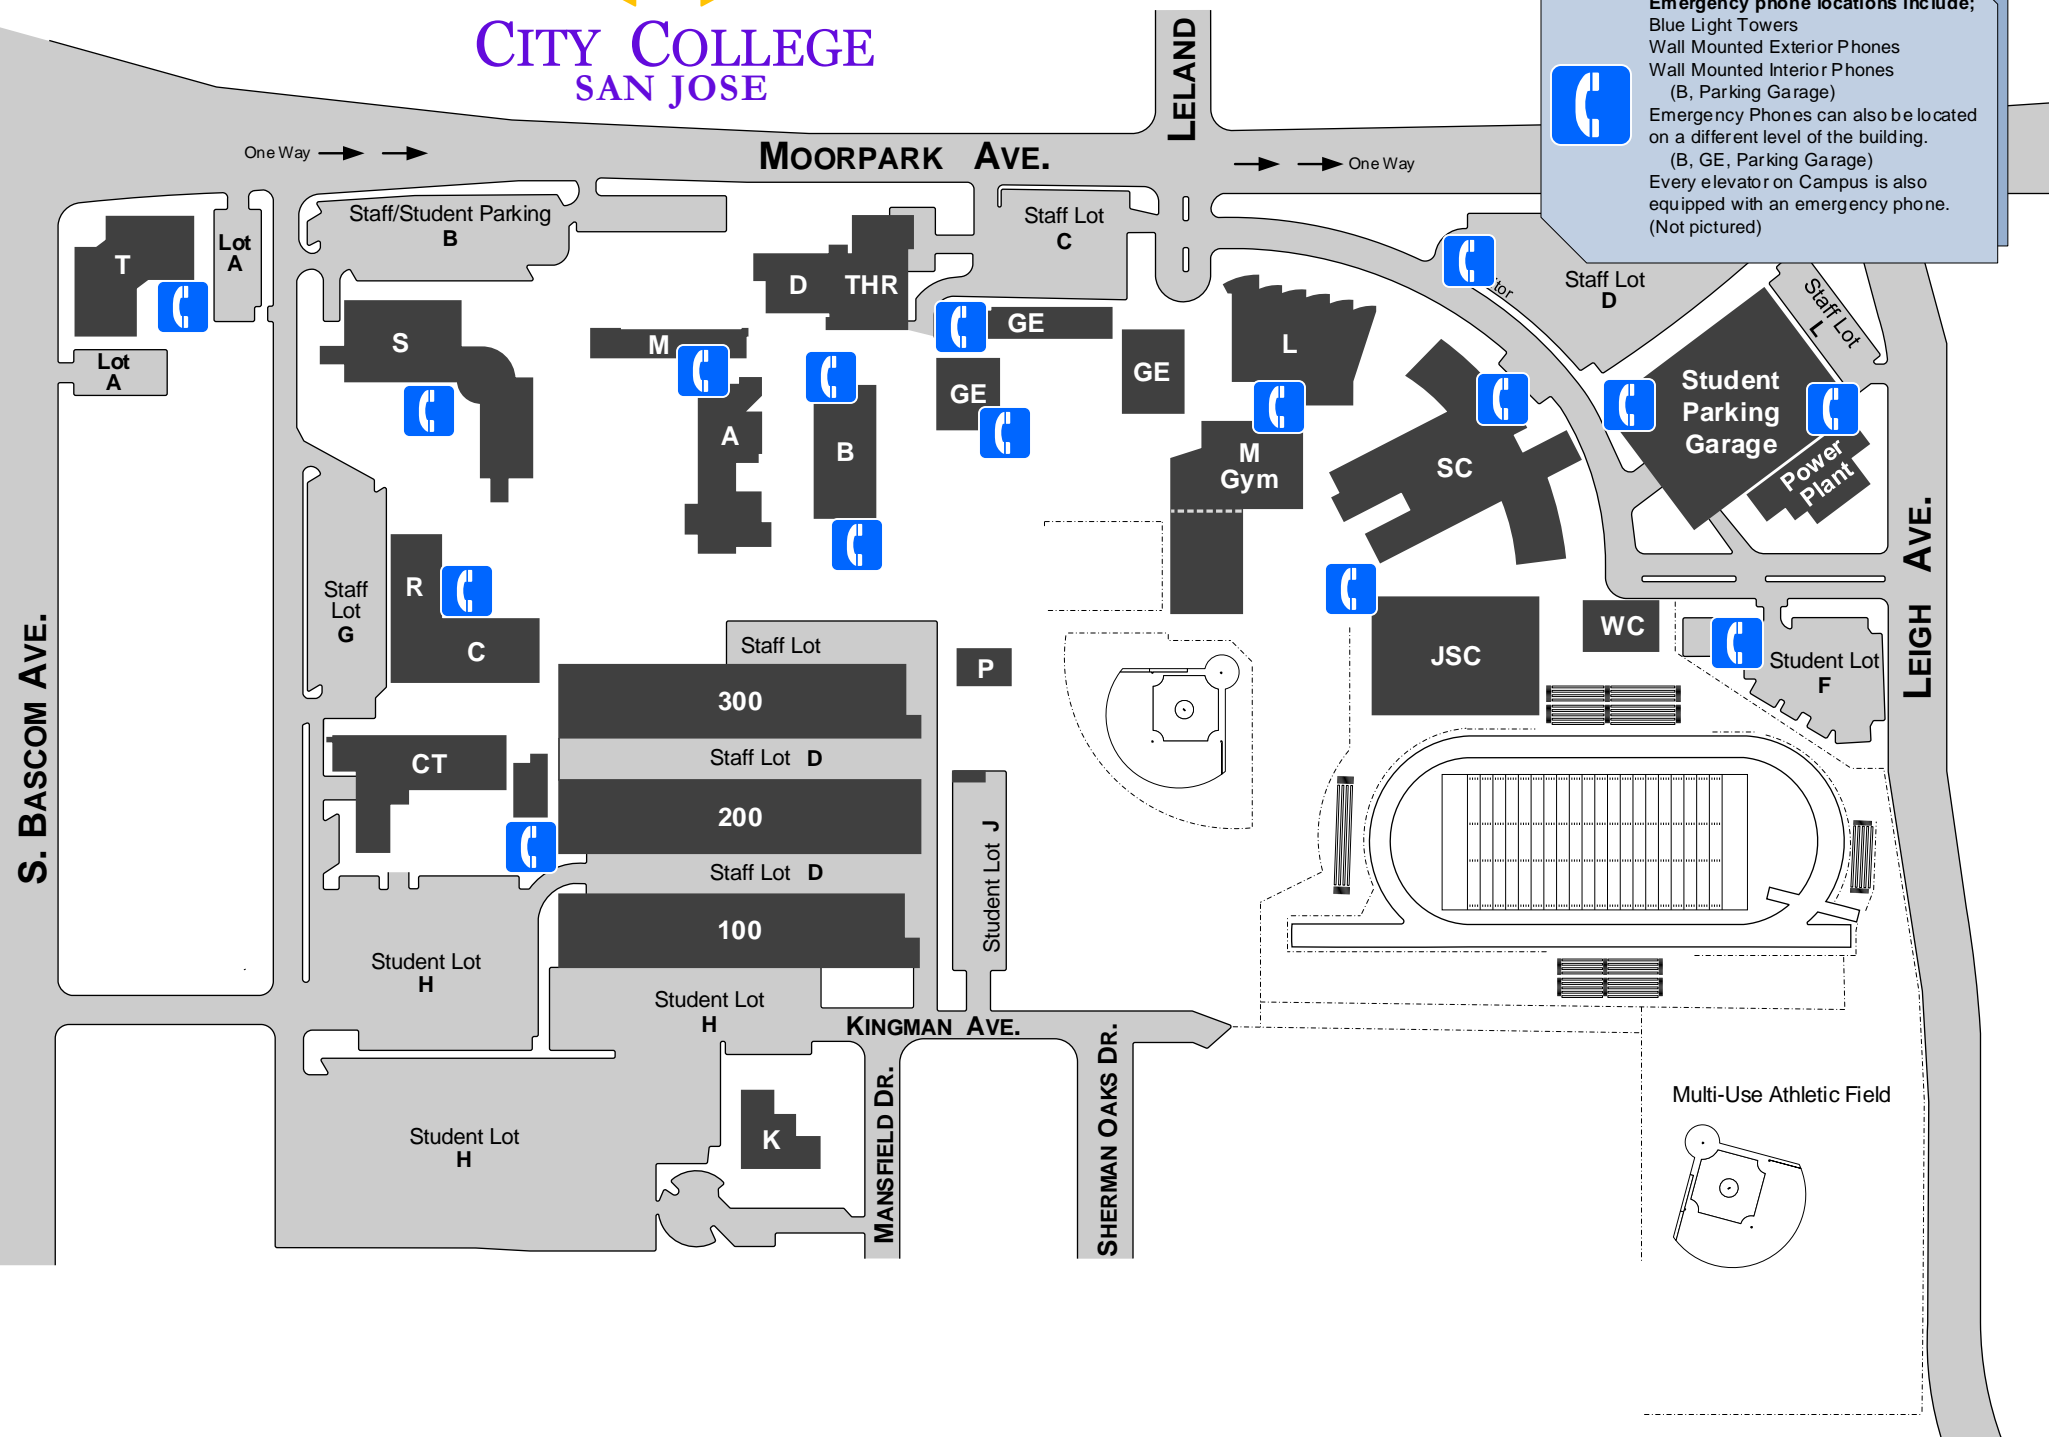 CITY COLLEGE
SAN JOSE
LELAND
Emergency phone locations include;
Blue Light Towers
Wall Mounted Exterior Phones
Wall Mounted Interior Phones
(B, Parking Garage)
Emergency Phones can also be located
on a different level of the building.
(B, GE, Parking Garage)
Every elevator on Campus is also
equipped with an emergency phone.
(Not pictured)
One Way
MOORPARK AVE.
One Way
T
Lot
A
Staff/Student Parking
B
Staff Lot
C
D
THR
Staff Lot
D
Staff Lot
L
Lot
A
S
M
GE
GE
GE
L
Student
Parking
Garage
A
B
M
Gym
SC
Power
Plant
S. BASCOM AVE.
LEIGH AVE.
Staff
Lot
G
R
C
Staff Lot
300
P
JSC
WC
Student Lot
F
CT
Staff Lot D
200
Staff Lot D
100
Student Lot J
Student Lot
H
Student Lot
H
KINGMAN AVE.
Student Lot
H
K
MANSFIELD DR.
SHERMAN OAKS DR.
Multi-Use Athletic Field